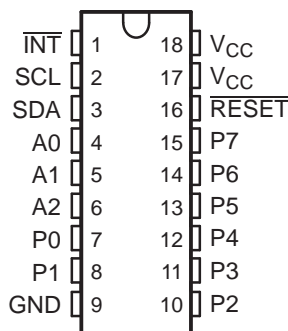 INT 1 18 VCC
SCL 2 17 VCC
SDA 3 16 RESET
A0 4 15 P7
A1 5 14 P6
A2 6 13 P5
P0 7 12 P4
P1 8 11 P3
GND 9 10 P2